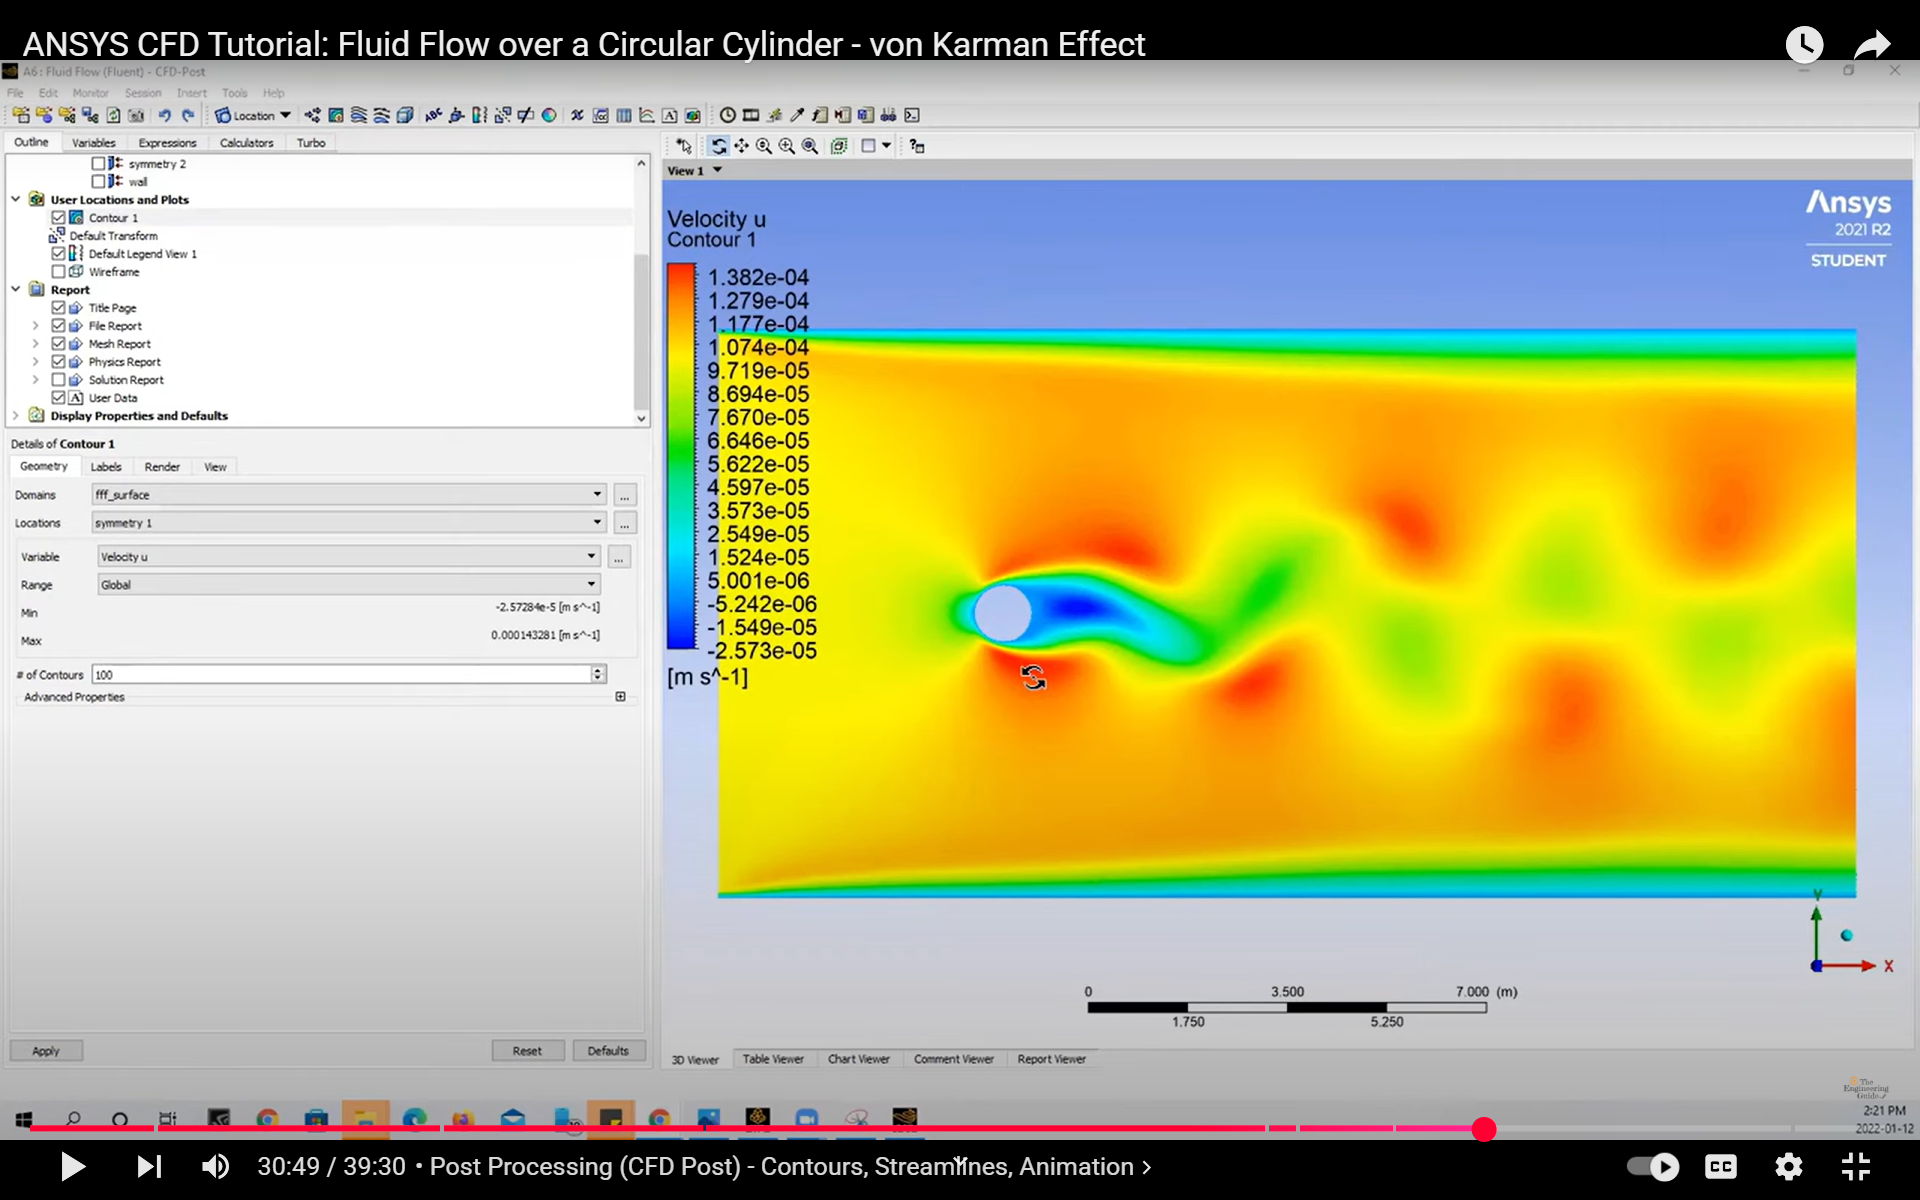 ANSYS CFD Tutorial: Fluid Flow over a Circular Cylinder - von Karman Effect
A6 : Fluid Flow (Fluent) - CFD-Post
File Edit Monitor Session Insert Tools Help
Location
Outline Variables Expressions Calculators Turbo
symmetry 2
wall
User Locations and Plots
Contour 1
Default Transform
Default Legend View 1
Wireframe
Report
Title Page
File Report
Mesh Report
Physics Report
Solution Report
User Data
Display Properties and Defaults
Details of Contour 1
Geometry Labels Render View
Domains fff_surface ...
Locations symmetry 1 ...
Variable Velocity u ...
Range Global
Min -2.57284e-5 [m s^-1]
Max 0.000143281 [m s^-1]
# of Contours 100
Advanced Properties
Apply Reset Defaults
View 1
Velocity u
Contour 1
1.382e-04
1.279e-04
1.177e-04
1.074e-04
9.719e-05
8.694e-05
7.670e-05
6.646e-05
5.622e-05
4.597e-05
3.573e-05
2.549e-05
1.524e-05
5.001e-06
-5.242e-06
-1.549e-05
-2.573e-05
[m s^-1]
Ansys
2021 R2
STUDENT
Y
X
0 3.500 7.000 (m)
1.750 5.250
3D Viewer Table Viewer Chart Viewer Comment Viewer Report Viewer
The
Engineering
Guide
2:21 PM
2022-01-12
30:49 / 39:30 • Post Processing (CFD Post) - Contours, Streamlines, Animation
CC